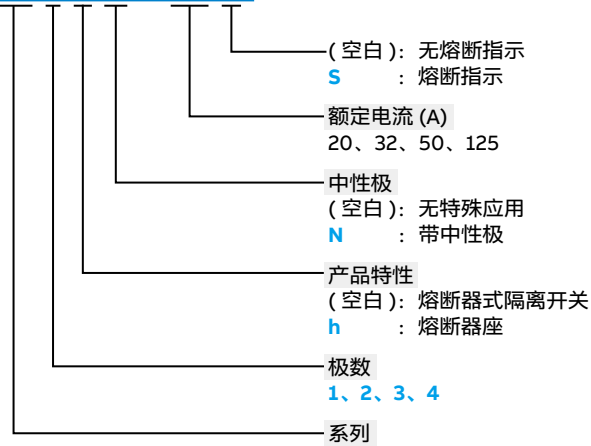 (空白): 无熔断指示
S : 熔断指示
额定电流 (A)
20、32、50、125
中性极
(空白): 无特殊应用
N : 带中性极
产品特性
(空白): 熔断器式隔离开关
h : 熔断器座
极数
1、2、3、4
系列